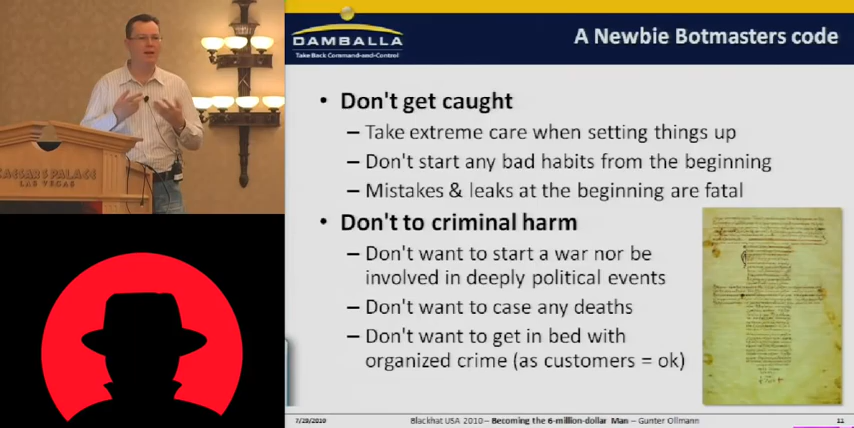 DAMBALLA
Take Back Command-and-Control
A Newbie Botmasters code
• Don't get caught
– Take extreme care when setting things up
– Don't start any bad habits from the beginning
– Mistakes & leaks at the beginning are fatal
• Don't to criminal harm
– Don't want to start a war nor be
involved in deeply political events
– Don't want to case any deaths
– Don't want to get in bed with
organized crime (as customers = ok)
CAESARS PALACE
LAS VEGAS
7/28/2010
Blackhat USA 2010 – Becoming the 6-million-dollar Man – Gunter Ollmann
11